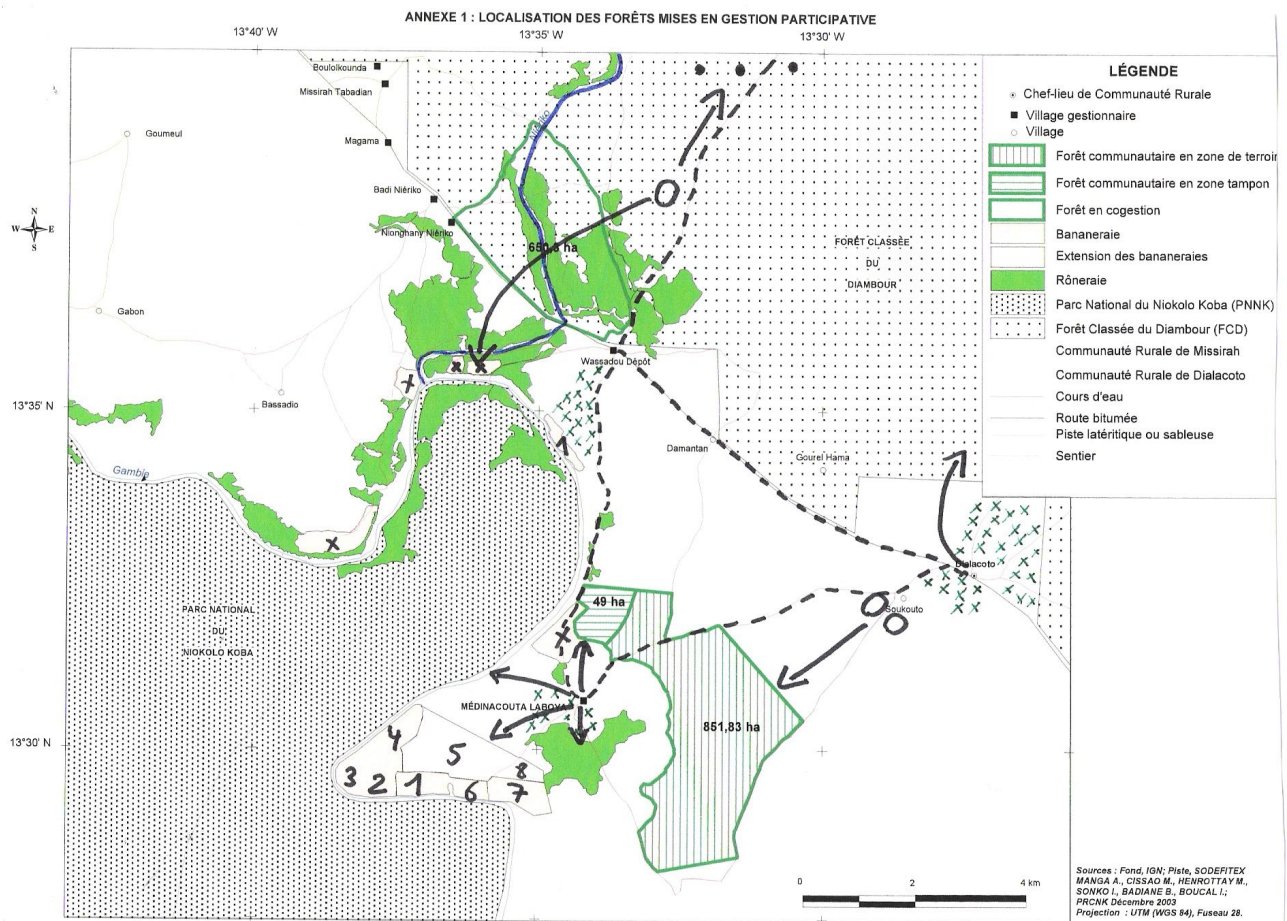 ANNEXE 1 : LOCALISATION DES FORÊTS MISES EN GESTION PARTICIPATIVE
13°40' W
13°35' W
13°30' W
Boulolkounda
Missirah Tabadian
Goumeul
Magama
Badi Niériko
Nionghany Niériko
Niériko
650,3 ha
N
W
E
S
FORÊT CLASSÉE
DU
DIAMBOUR
Gabon
Wassadou Dépôt
x
x
x
Bassadio
13°35' N
1
Damantan
Gourel Hama
Gambie
x
Dialacoto
Soukouto
PARC NATIONAL
DU
NIOKOLO KOBA
49 ha
x
MÉDINACOUTA LABOYA
851,83 ha
13°30' N
4
5
3
2
1
6
8
7
LÉGENDE
Chef-lieu de Communauté Rurale
Village gestionnaire
Village
Forêt communautaire en zone de terroir
Forêt communautaire en zone tampon
Forêt en cogestion
Bananeraie
Extension des bananeraies
Rôneraie
Parc National du Niokolo Koba (PNNK)
Forêt Classée du Diambour (FCD)
Communauté Rurale de Missirah
Communauté Rurale de Dialacoto
Cours d'eau
Route bitumée
Piste latéritique ou sableuse
Sentier
0
2
4 km
Sources : Fond, IGN; Piste, SODEFITEX
MANGA A., CISSAO M., HENROTTAY M.,
SONKO I., BADIANE B., BOUCAL I.;
PRCNK Décembre 2003
Projection : UTM (WGS 84), Fuseau 28.